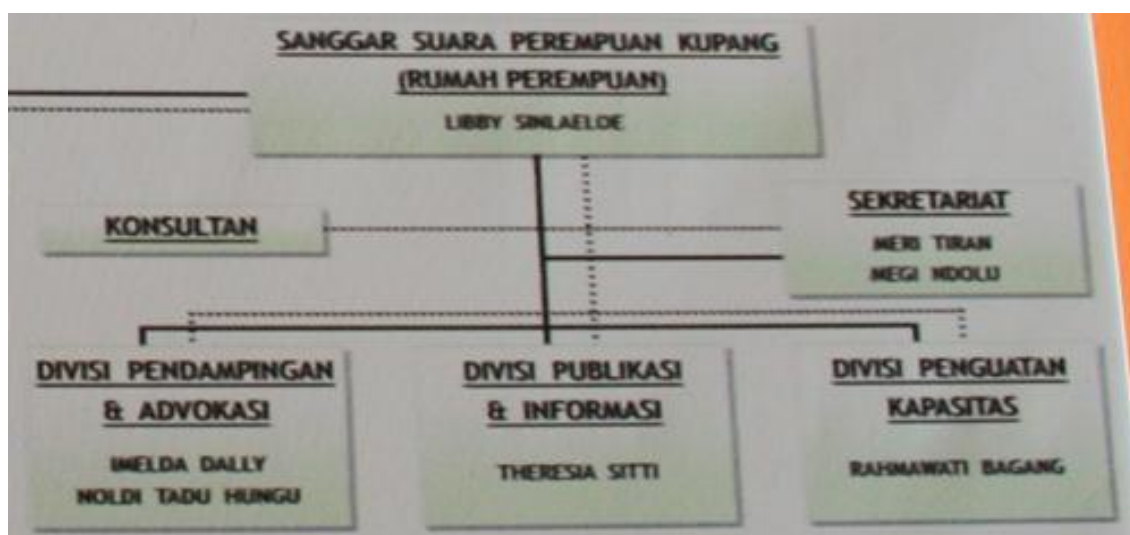 SANGGAR SUARA PEREMPUAN KUPANG
(RUMAH PEREMPUAN)
LIBBY SINLAELOE
KONSULTAN
SEKRETARIAT
MERI TIRAN
MEGI NDOLU
DIVISI PENDAMPINGAN
& ADVOKASI
IMELDA DALLY
NOLDI TADU HUNGU
DIVISI PUBLIKASI
& INFORMASI
THERESIA SITTI
DIVISI PENGUATAN
KAPASITAS
RAHMAWATI BAGANG